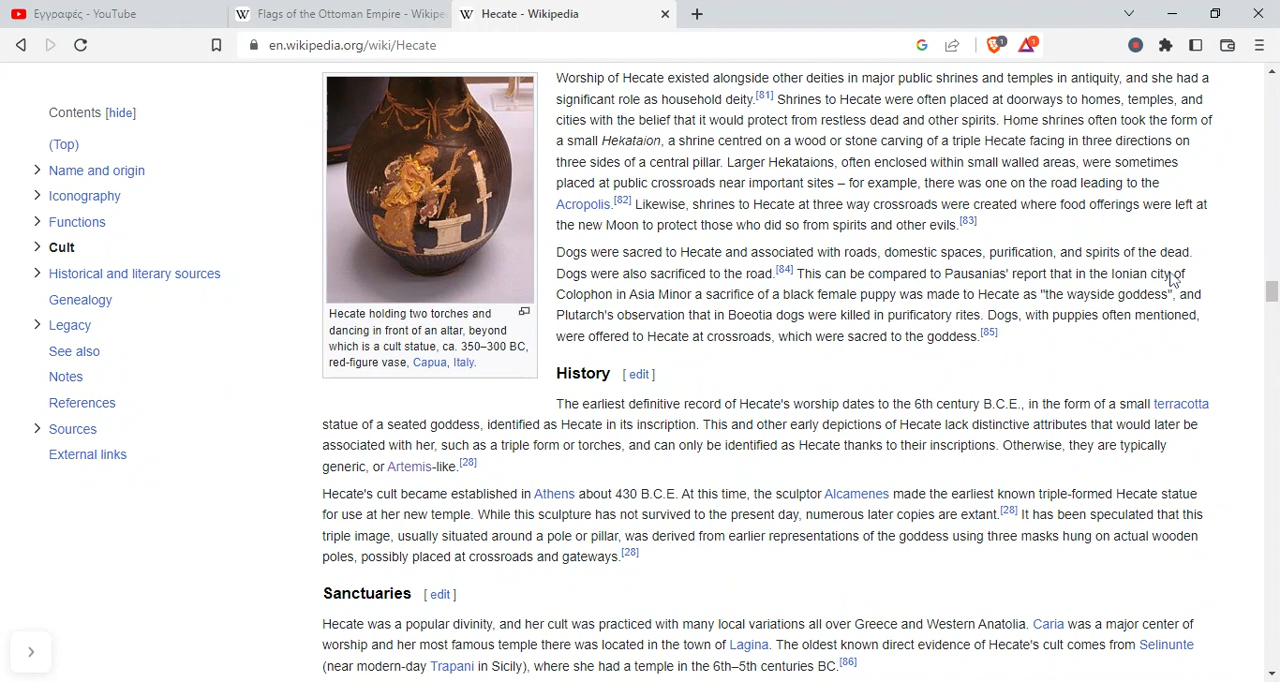 Εγγραφές - YouTube
Flags of the Ottoman Empire - Wikipe
Hecate - Wikipedia
en.wikipedia.org/wiki/Hecate
1
1
Contents [hide]
(Top)
Name and origin
Iconography
Functions
Cult
Historical and literary sources
Genealogy
Legacy
See also
Notes
References
Sources
External links
Hecate holding two torches and
dancing in front of an altar, beyond
which is a cult statue, ca. 350–300 BC,
red-figure vase, Capua, Italy.
Worship of Hecate existed alongside other deities in major public shrines and temples in antiquity, and she had a
significant role as household deity.[81] Shrines to Hecate were often placed at doorways to homes, temples, and
cities with the belief that it would protect from restless dead and other spirits. Home shrines often took the form of
a small Hekataion, a shrine centred on a wood or stone carving of a triple Hecate facing in three directions on
three sides of a central pillar. Larger Hekataions, often enclosed within small walled areas, were sometimes
placed at public crossroads near important sites – for example, there was one on the road leading to the
Acropolis.[82] Likewise, shrines to Hecate at three way crossroads were created where food offerings were left at
the new Moon to protect those who did so from spirits and other evils.[83]
Dogs were sacred to Hecate and associated with roads, domestic spaces, purification, and spirits of the dead.
Dogs were also sacrificed to the road.[84] This can be compared to Pausanias' report that in the Ionian city of
Colophon in Asia Minor a sacrifice of a black female puppy was made to Hecate as "the wayside goddess", and
Plutarch's observation that in Boeotia dogs were killed in purificatory rites. Dogs, with puppies often mentioned,
were offered to Hecate at crossroads, which were sacred to the goddess.[85]
History [ edit ]
The earliest definitive record of Hecate's worship dates to the 6th century B.C.E., in the form of a small terracotta
statue of a seated goddess, identified as Hecate in its inscription. This and other early depictions of Hecate lack distinctive attributes that would later be
associated with her, such as a triple form or torches, and can only be identified as Hecate thanks to their inscriptions. Otherwise, they are typically
generic, or Artemis-like.[28]
Hecate's cult became established in Athens about 430 B.C.E. At this time, the sculptor Alcamenes made the earliest known triple-formed Hecate statue
for use at her new temple. While this sculpture has not survived to the present day, numerous later copies are extant.[28] It has been speculated that this
triple image, usually situated around a pole or pillar, was derived from earlier representations of the goddess using three masks hung on actual wooden
poles, possibly placed at crossroads and gateways.[28]
Sanctuaries [ edit ]
Hecate was a popular divinity, and her cult was practiced with many local variations all over Greece and Western Anatolia. Caria was a major center of
worship and her most famous temple there was located in the town of Lagina. The oldest known direct evidence of Hecate's cult comes from Selinunte
(near modern-day Trapani in Sicily), where she had a temple in the 6th–5th centuries BC.[86]